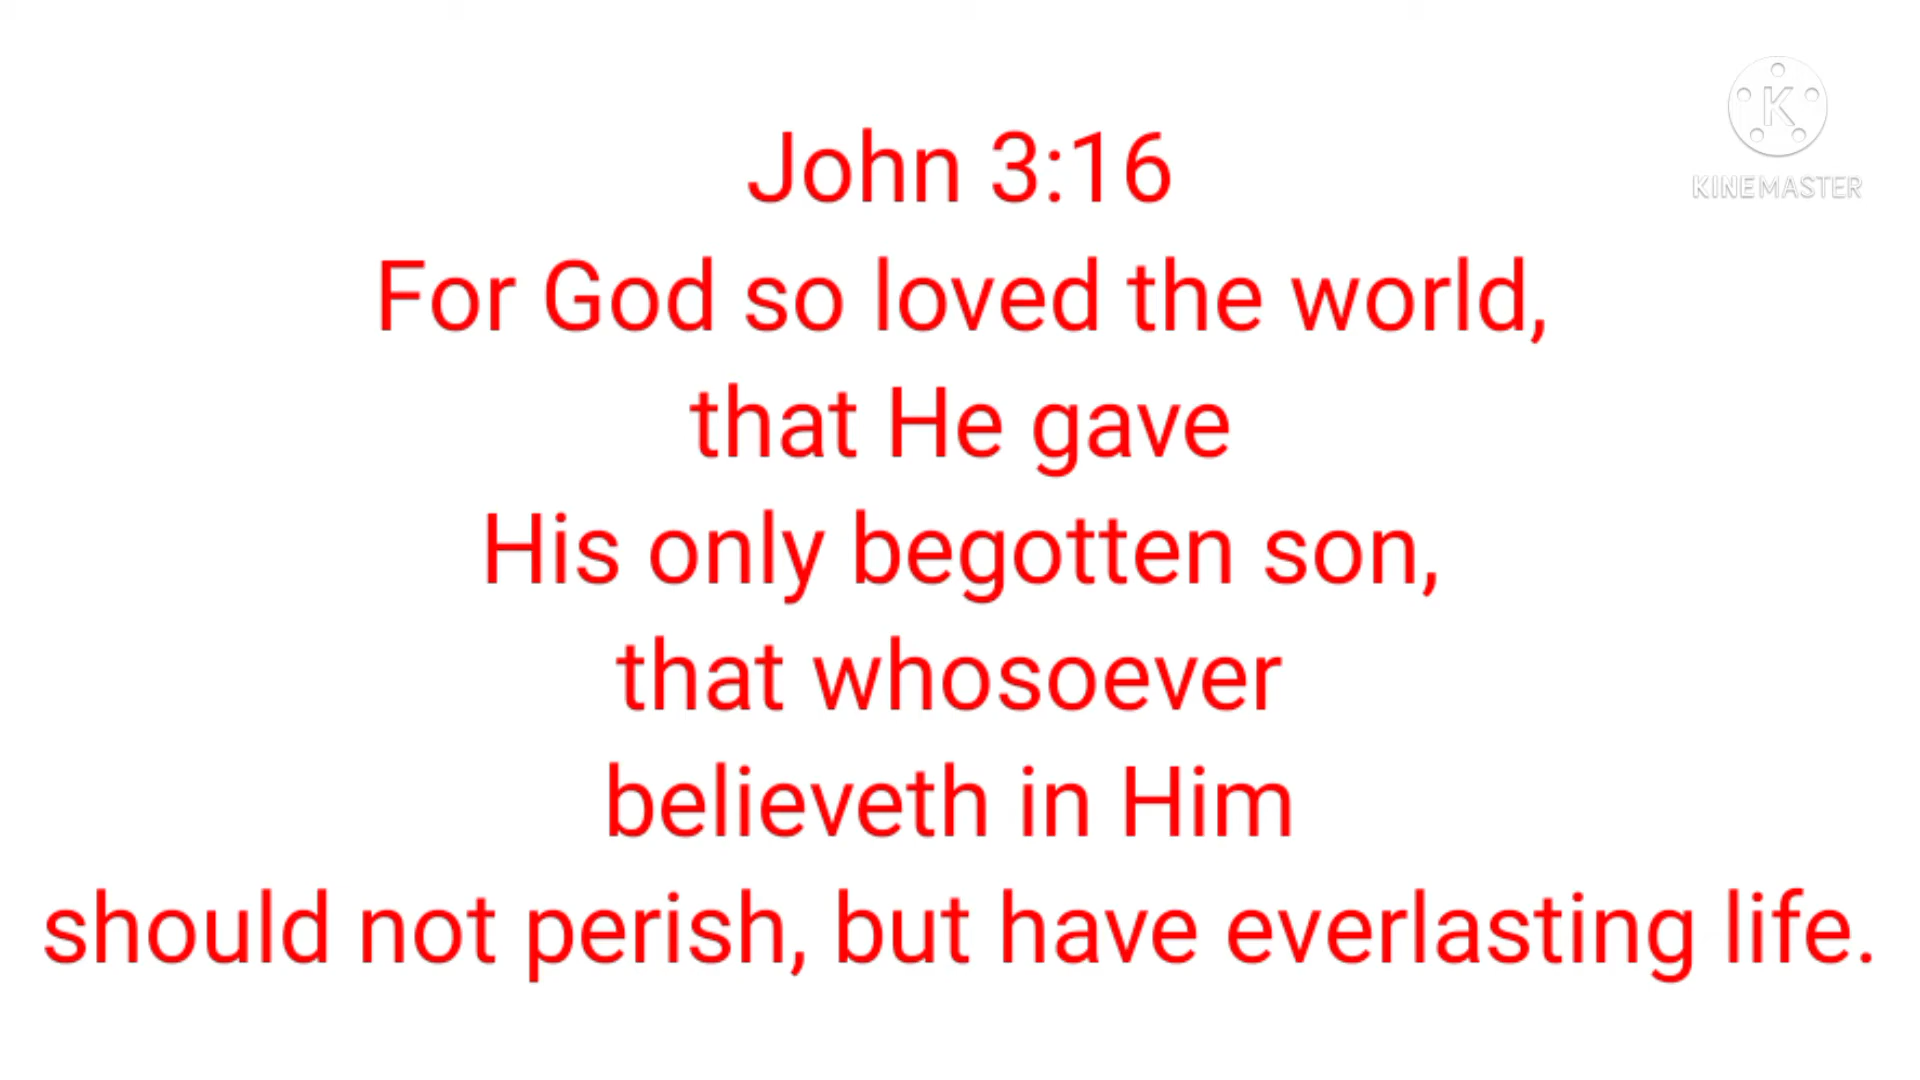 K
KINEMASTER
John 3:16
For God so loved the world,
that He gave
His only begotten son,
that whosoever
believeth in Him
should not perish, but have everlasting life.